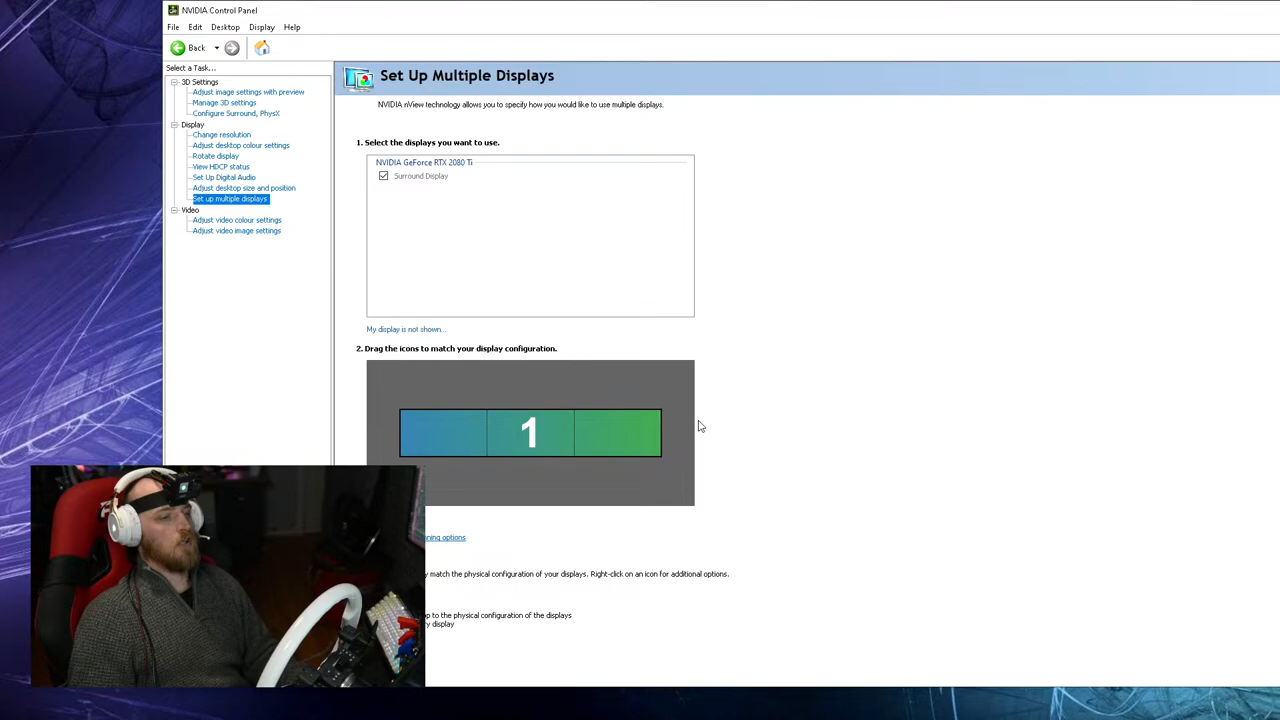 NVIDIA Control Panel
File Edit Desktop Display Help
Back
Select a Task...
3D Settings
Adjust image settings with preview
Manage 3D settings
Configure Surround, PhysX
Display
Change resolution
Adjust desktop colour settings
Rotate display
View HDCP status
Set Up Digital Audio
Adjust desktop size and position
Set up multiple displays
Video
Adjust video colour settings
Adjust video image settings
Set Up Multiple Displays
NVIDIA nView technology allows you to specify how you would like to use multiple displays.
1. Select the displays you want to use.
NVIDIA GeForce RTX 2080 Ti
Surround Display
My display is not shown...
2. Drag the icons to match your display configuration.
1
options
match the physical configuration of your displays. Right-click on an icon for additional options.
to the physical configuration of the displays
display